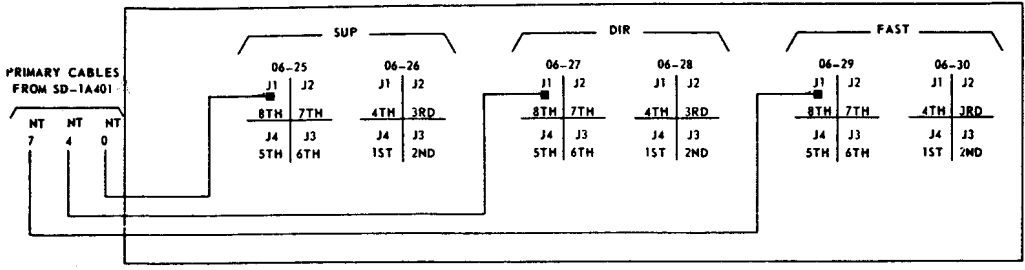 SUP DIR FAST
06-25 06-26 06-27 06-28 06-29 06-30
PRIMARY CABLES
FROM SD-1A401
J1 J2 J1 J2 J1 J2 J1 J2 J1 J2 J1 J2
8TH 7TH 4TH 3RD 8TH 7TH 4TH 3RD 8TH 7TH 4TH 3RD
NT NT NT
7 4 0
J4 J3 J4 J3 J4 J3 J4 J3 J4 J3 J4 J3
5TH 6TH 1ST 2ND 5TH 6TH 1ST 2ND 5TH 6TH 1ST 2ND